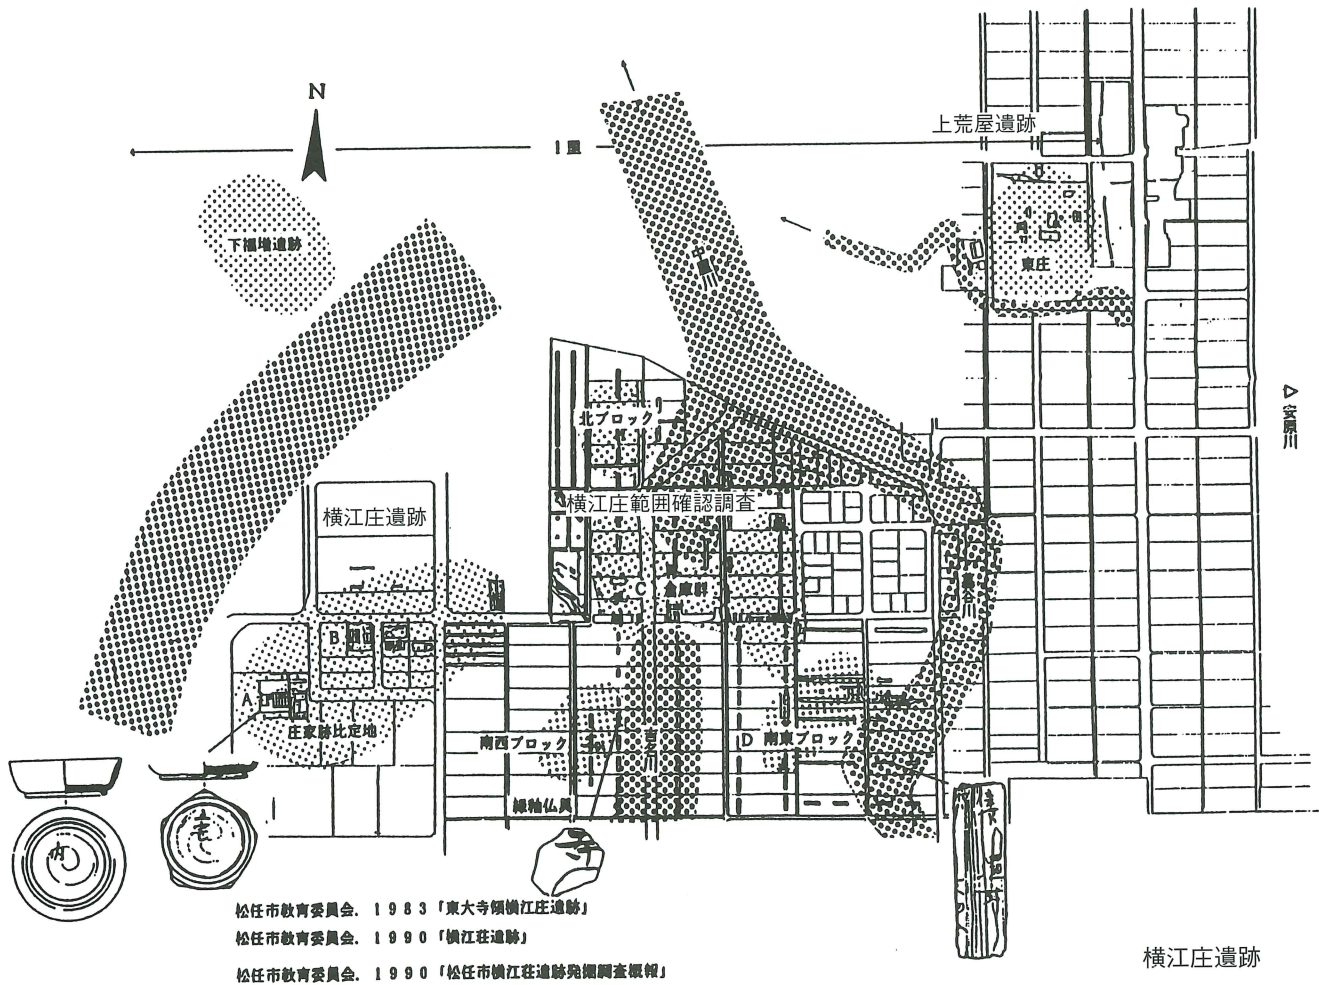 N
上荒屋遺跡
1里
下福増遺跡
中屋川
東庄
安原川
北ブロック
横江庄範囲確認調査
横江庄遺跡
C
倉庫群
B
A
庄家跡比定地
南西ブロック
D 南東ブロック
緑釉仏具
内
寺
松任市教育委員会. 1983「東大寺領横江庄遺跡」
松任市教育委員会. 1990「横江荘遺跡」
松任市教育委員会. 1990「松任市横江荘遺跡発掘調査概報」
横江庄遺跡